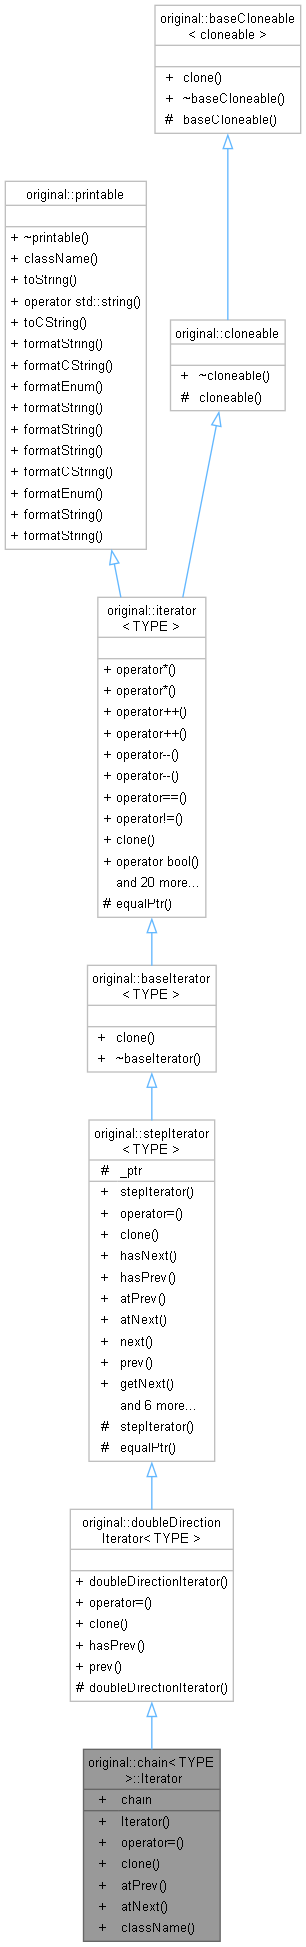 original::baseCloneable
< cloneable >
+ clone()
+ ~baseCloneable()
# baseCloneable()
original::printable
+ ~printable()
+ className()
+ toString()
+ operator std::string()
+ toCString()
+ formatString()
+ formatCString()
+ formatEnum()
+ formatString()
+ formatString()
+ formatString()
+ formatCString()
+ formatEnum()
+ formatString()
+ formatString()
original::cloneable
+ ~cloneable()
# cloneable()
original::iterator
< TYPE >
+ operator*()
+ operator*()
+ operator++()
+ operator++()
+ operator--()
+ operator--()
+ operator==()
+ operator!=()
+ clone()
+ operator bool()
and 20 more...
# equalPtr()
original::baseIterator
< TYPE >
+ clone()
+ ~baseIterator()
original::stepIterator
< TYPE >
# _ptr
+ stepIterator()
+ operator=()
+ clone()
+ hasNext()
+ hasPrev()
+ atPrev()
+ atNext()
+ next()
+ prev()
+ getNext()
and 6 more...
# stepIterator()
# equalPtr()
original::doubleDirection
Iterator< TYPE >
+ doubleDirectionIterator()
+ operator=()
+ clone()
+ hasPrev()
+ prev()
# doubleDirectionIterator()
original::chain< TYPE
>::Iterator
+ chain
+ Iterator()
+ operator=()
+ clone()
+ atPrev()
+ atNext()
+ className()